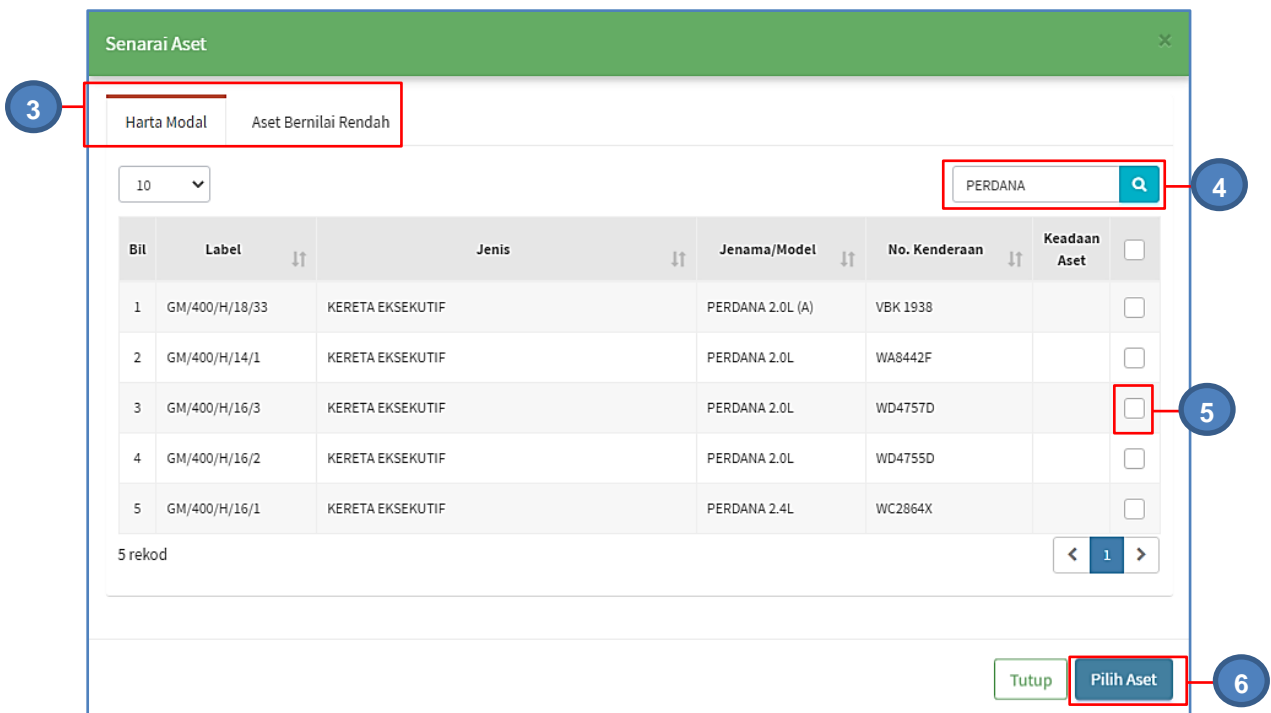 Senarai Aset ×
3
Harta Modal Aset Bernilai Rendah
10 PERDANA
4
Bil Label Jenis Jenama/Model No. Kenderaan Keadaan Aset
1 GM/400/H/18/33 KERETA EKSEKUTIF PERDANA 2.0L (A) VBK 1938
2 GM/400/H/14/1 KERETA EKSEKUTIF PERDANA 2.0L WA8442F
3 GM/400/H/16/3 KERETA EKSEKUTIF PERDANA 2.0L WD4757D
5
4 GM/400/H/16/2 KERETA EKSEKUTIF PERDANA 2.0L WD4755D
5 GM/400/H/16/1 KERETA EKSEKUTIF PERDANA 2.4L WC2864X
5 rekod 1
Tutup Pilih Aset
6